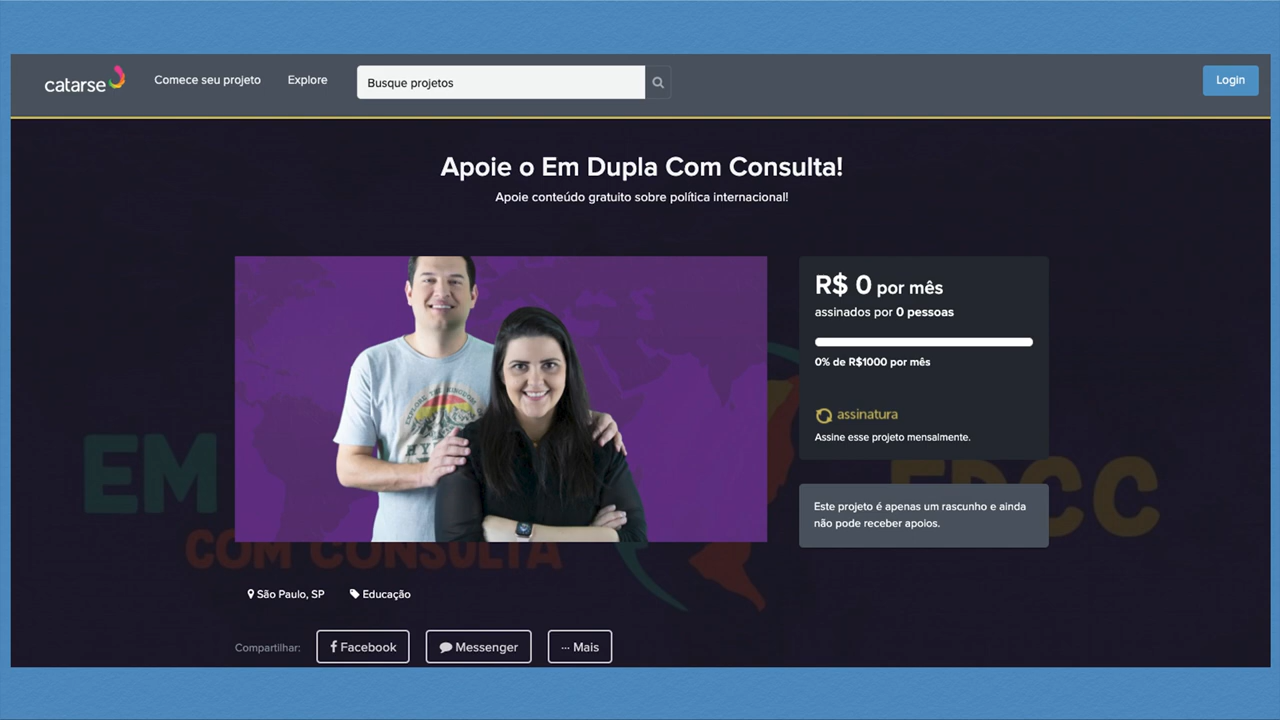 catarse
Comece seu projeto
Explore
Busque projetos
Login
Apoie o Em Dupla Com Consulta!
Apoie conteúdo gratuito sobre política internacional!
R$ 0 por mês
assinados por 0 pessoas
0% de R$1000 por mês
assinatura
Assine esse projeto mensalmente.
Este projeto é apenas um rascunho e ainda
não pode receber apoios.
EM
COM CONSULTA
EDCC
São Paulo, SP
Educação
Compartilhar:
Facebook
Messenger
··· Mais